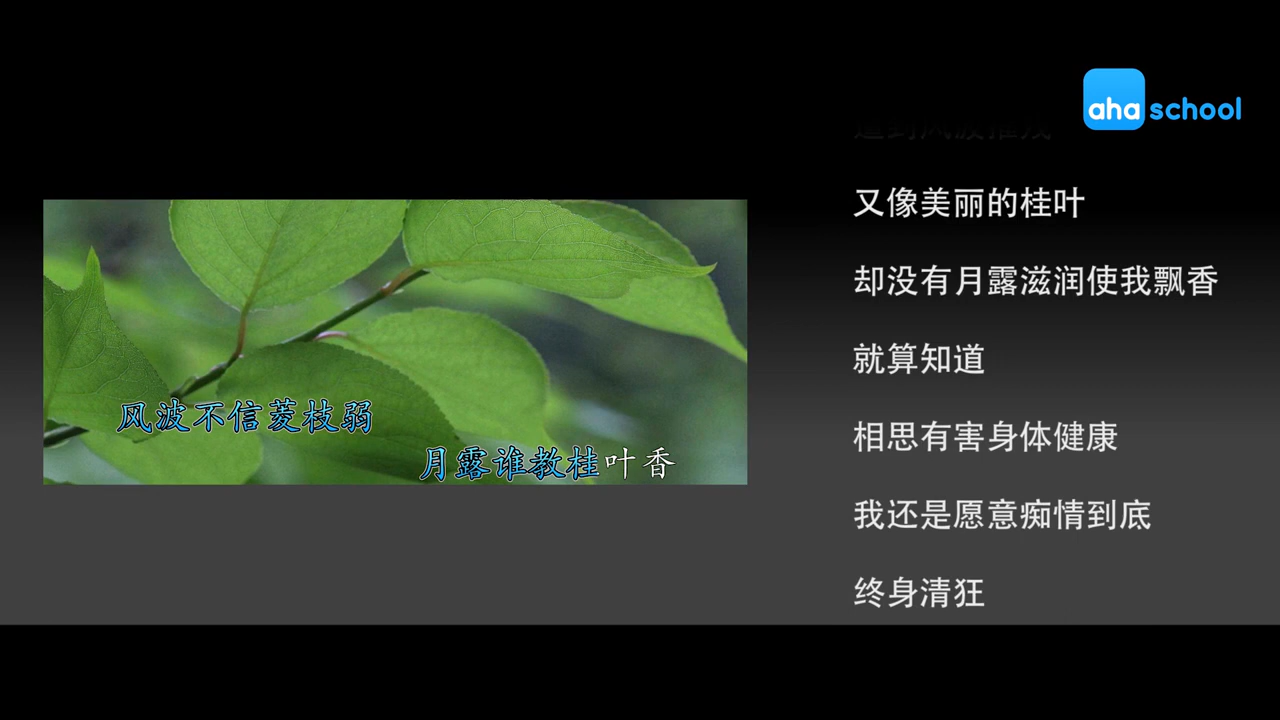 aha school
又像美丽的桂叶
却没有月露滋润使我飘香
就算知道
相思有害身体健康
我还是愿意痴情到底
终身清狂
风波不信菱枝弱
月露谁教桂叶香